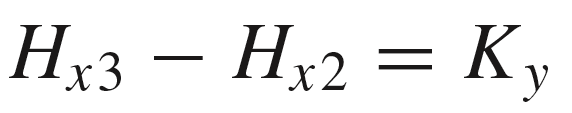 $H_{x3} - H_{x2} = K_y$